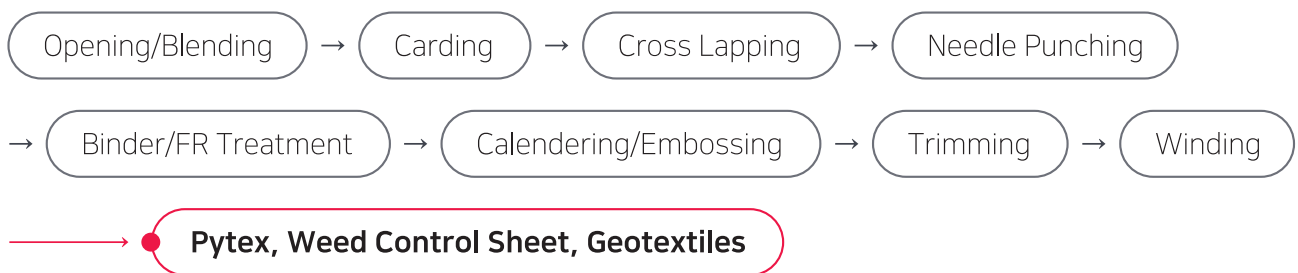 Opening/Blending → Carding → Cross Lapping → Needle Punching
→ Binder/FR Treatment → Calendering/Embossing → Trimming → Winding
Pytex, Weed Control Sheet, Geotextiles